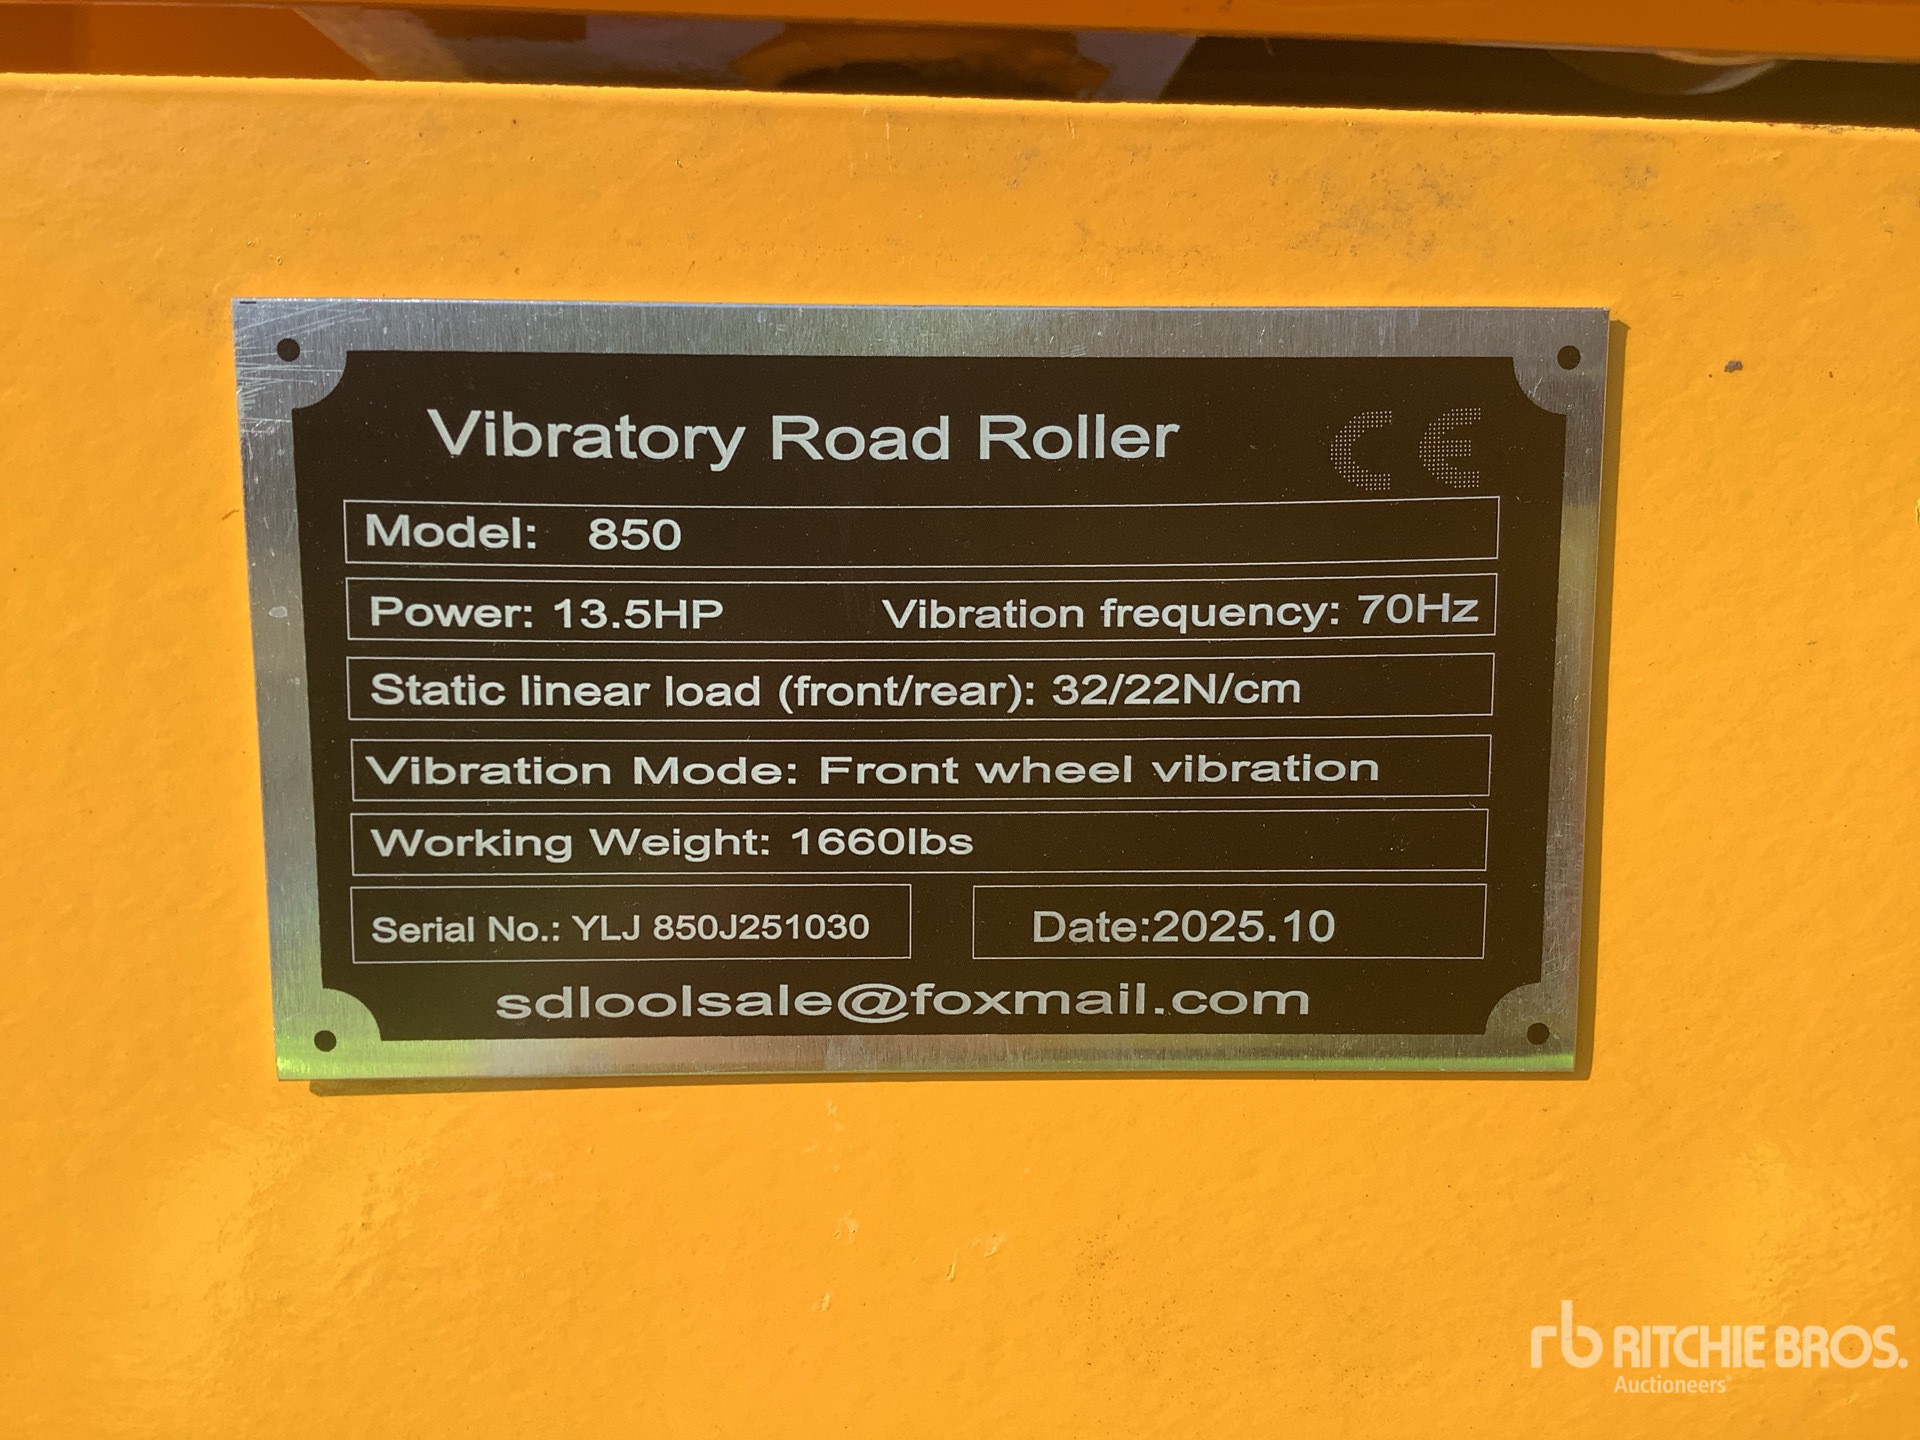 Vibratory Road Roller CE
Model: 850
Power: 13.5HP Vibration frequency: 70Hz
Static linear load (front/rear): 32/22N/cm
Vibration Mode: Front wheel vibration
Working Weight: 1660lbs
Serial No.: YLJ 850J251030 Date:2025.10
sdloolsale@foxmail.com
rb RITCHIE BROS.
Auctioneers